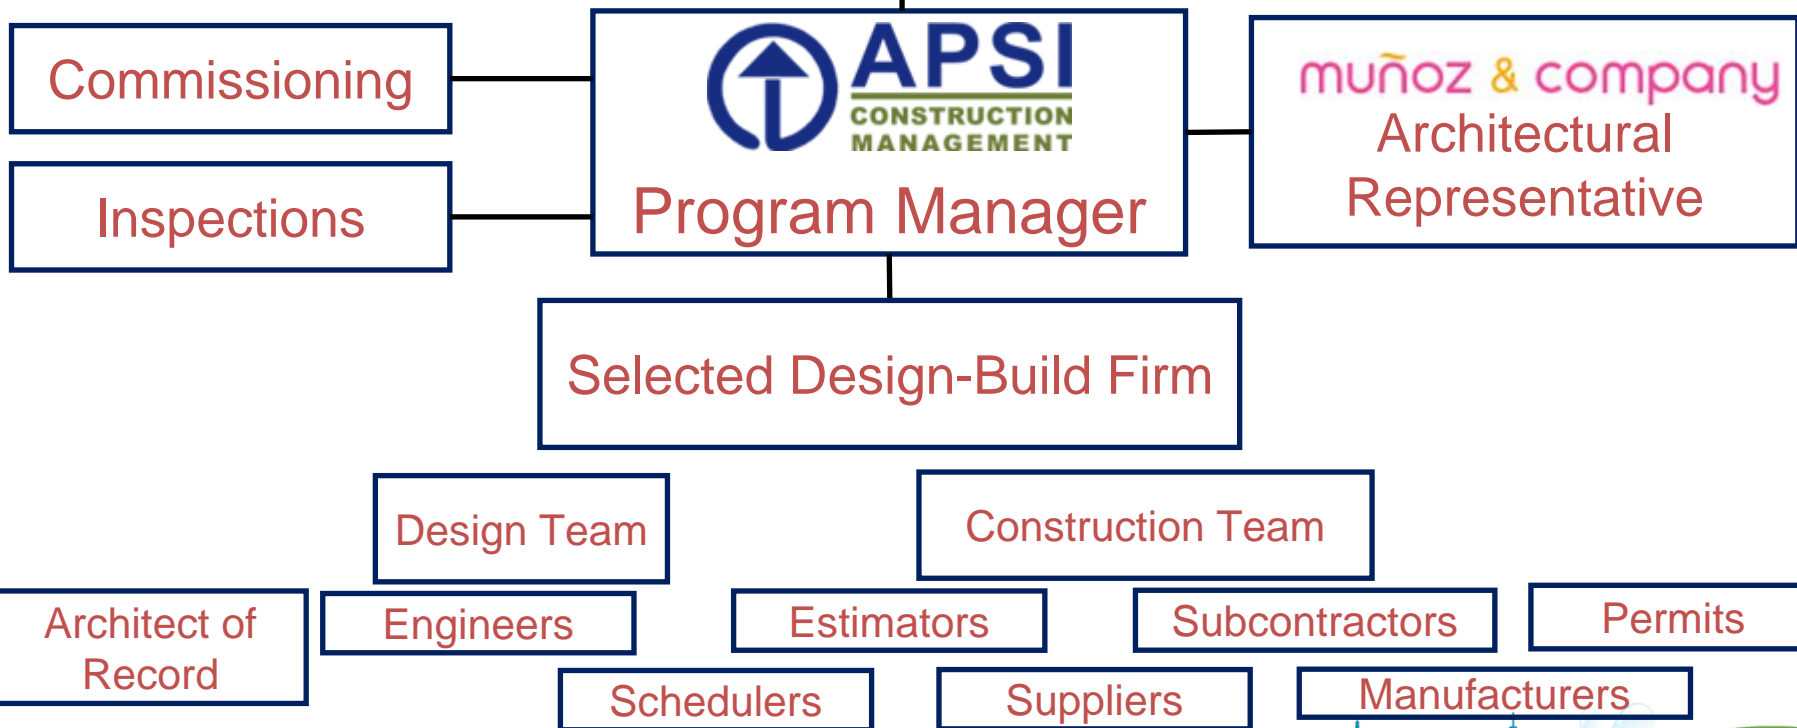 Commissioning
Inspections
APSI
CONSTRUCTION
MANAGEMENT
Program Manager
muñoz & company
Architectural
Representative
Selected Design-Build Firm
Design Team
Construction Team
Architect of
Record
Engineers
Estimators
Subcontractors
Permits
Schedulers
Suppliers
Manufacturers